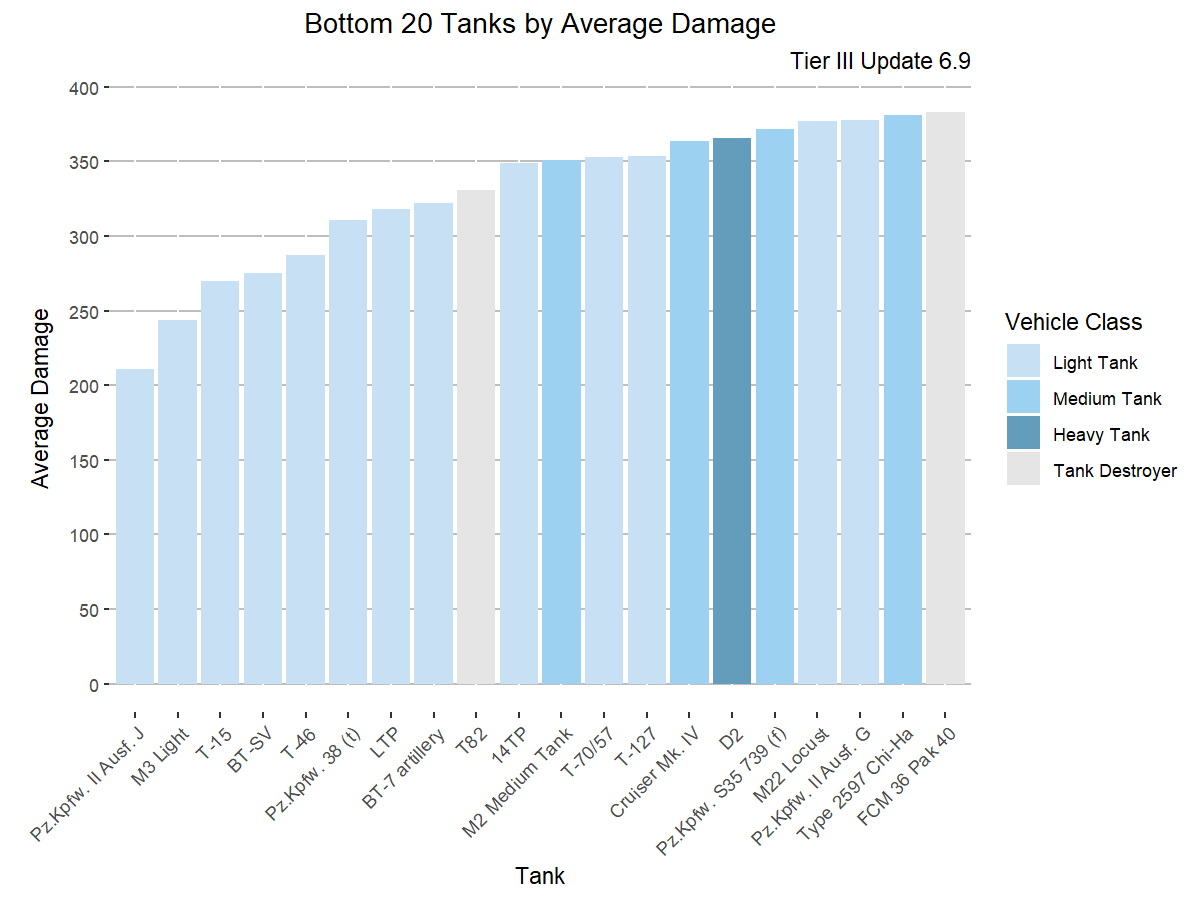 Bottom 20 Tanks by Average Damage
Tier III Update 6.9
400
350
300
250
200
150
100
50
0
Average Damage
Pz.Kpfw. II Ausf. J
M3 Light
T-15
BT-SV
T-46
Pz.Kpfw. 38 (t)
LTP
BT-7 artillery
T82
14TP
M2 Medium Tank
T-70/57
T-127
Cruiser Mk. IV
D2
Pz.Kpfw. S35 739 (f)
M22 Locust
Pz.Kpfw. II Ausf. G
Type 2597 Chi-Ha
FCM 36 Pak 40
Tank
Vehicle Class
Light Tank
Medium Tank
Heavy Tank
Tank Destroyer